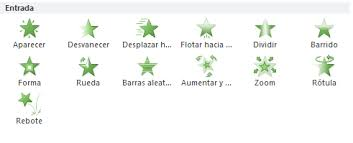 Entrada
Aparecer Desvanecer Desplazar h... Flotar hacia ... Dividir Barrido
Forma Rueda Barras aleat... Aumentar y ... Zoom Rótula
Rebote